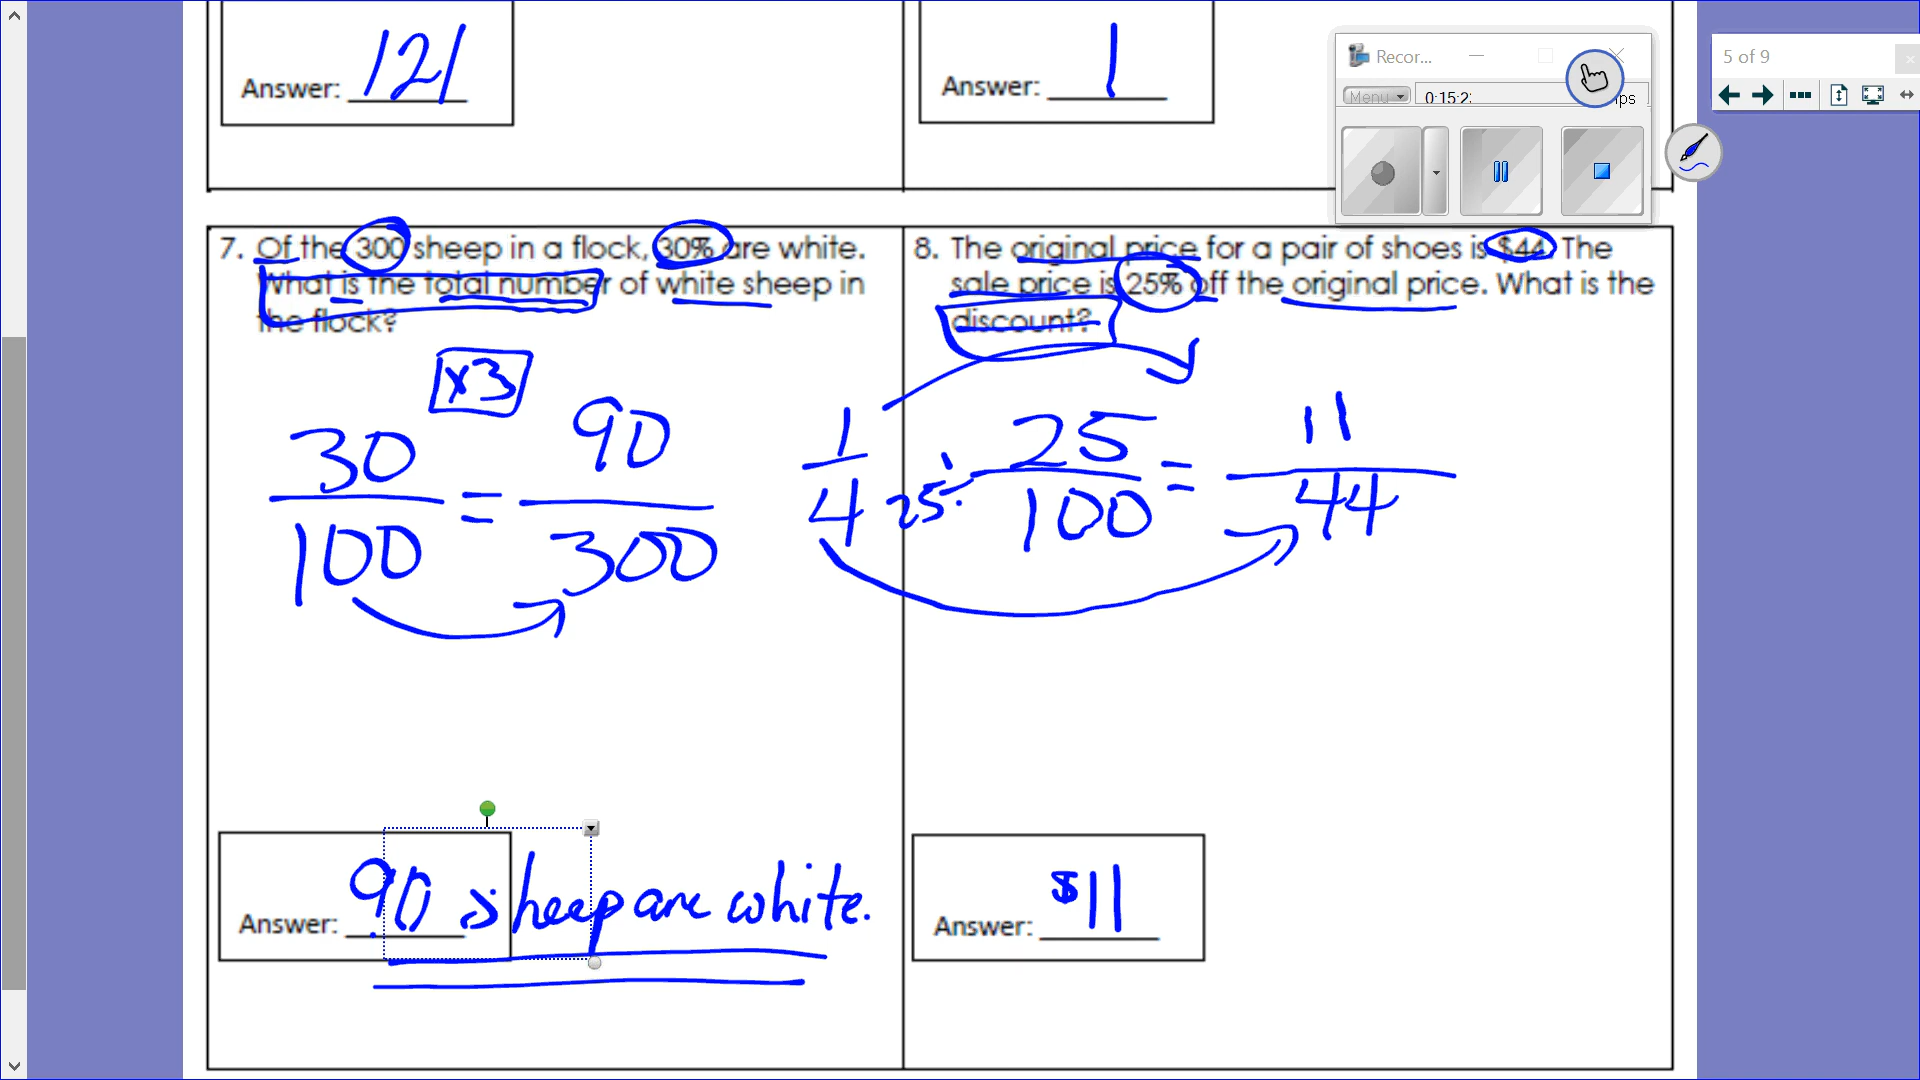 Answer: 121
Answer: 1
Recor...
Menu
0:15:2
ps
5 of 9
7. Of the 300 sheep in a flock, 30% are white.
What is the total number of white sheep in
the flock?
x3
30/100 = 90/300
Answer: 90 sheep are white.
8. The original price for a pair of shoes is $44. The
sale price is 25% off the original price. What is the
discount?
1/4 25÷ 25/100 = 11/44
Answer: $11